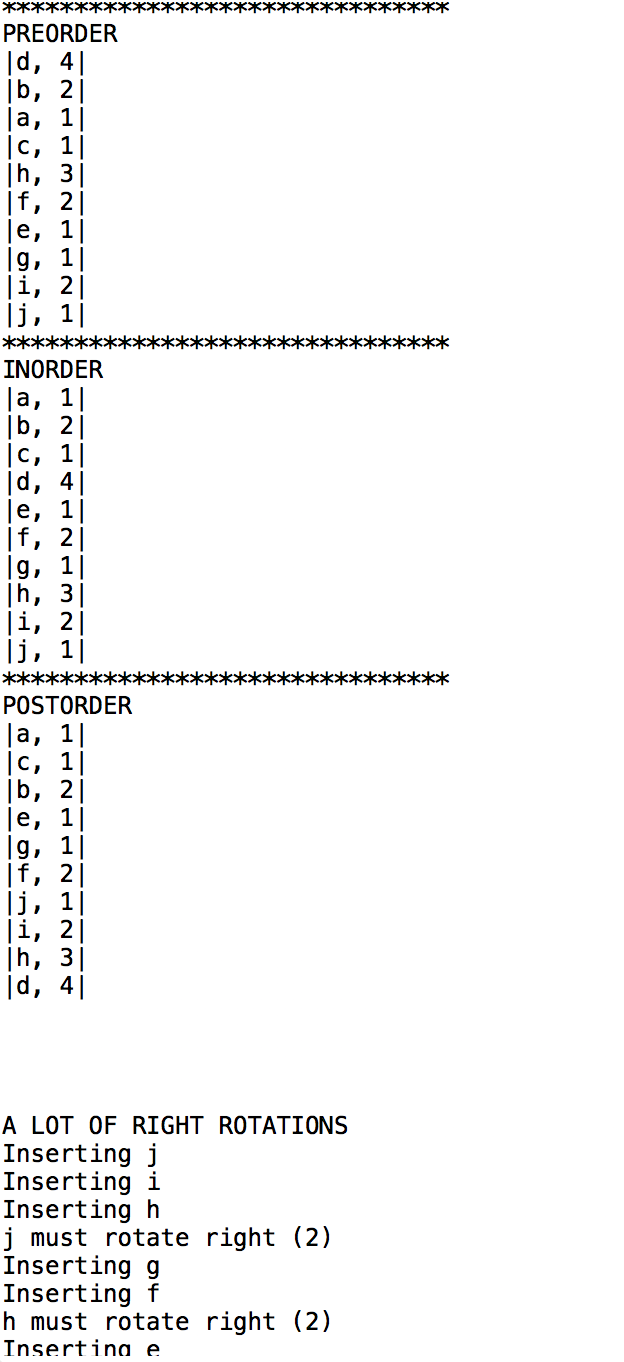 *******************************
PREORDER
|d, 4|
|b, 2|
|a, 1|
|c, 1|
|h, 3|
|f, 2|
|e, 1|
|g, 1|
|i, 2|
|j, 1|
*******************************
INORDER
|a, 1|
|b, 2|
|c, 1|
|d, 4|
|e, 1|
|f, 2|
|g, 1|
|h, 3|
|i, 2|
|j, 1|
*******************************
POSTORDER
|a, 1|
|c, 1|
|b, 2|
|e, 1|
|g, 1|
|f, 2|
|j, 1|
|i, 2|
|h, 3|
|d, 4|
A LOT OF RIGHT ROTATIONS
Inserting j
Inserting i
Inserting h
j must rotate right (2)
Inserting g
Inserting f
h must rotate right (2)
Inserting e